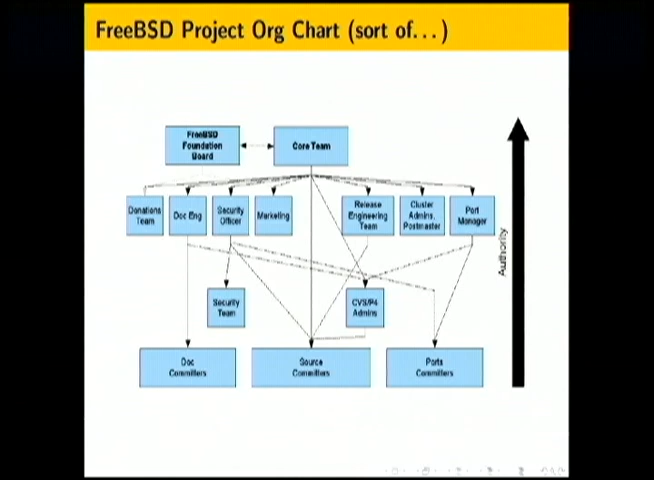 FreeBSD Project Org Chart (sort of...)
FreeBSD
Foundation
Board
Core Team
Donations
Team
Doc Eng
Security
Officer
Marketing
Release
Engineering
Team
Cluster
Admins,
Postmaster
Port
Manager
Authority
Security
Team
CVS/P4
Admins
Doc
Committers
Source
Committers
Ports
Committers